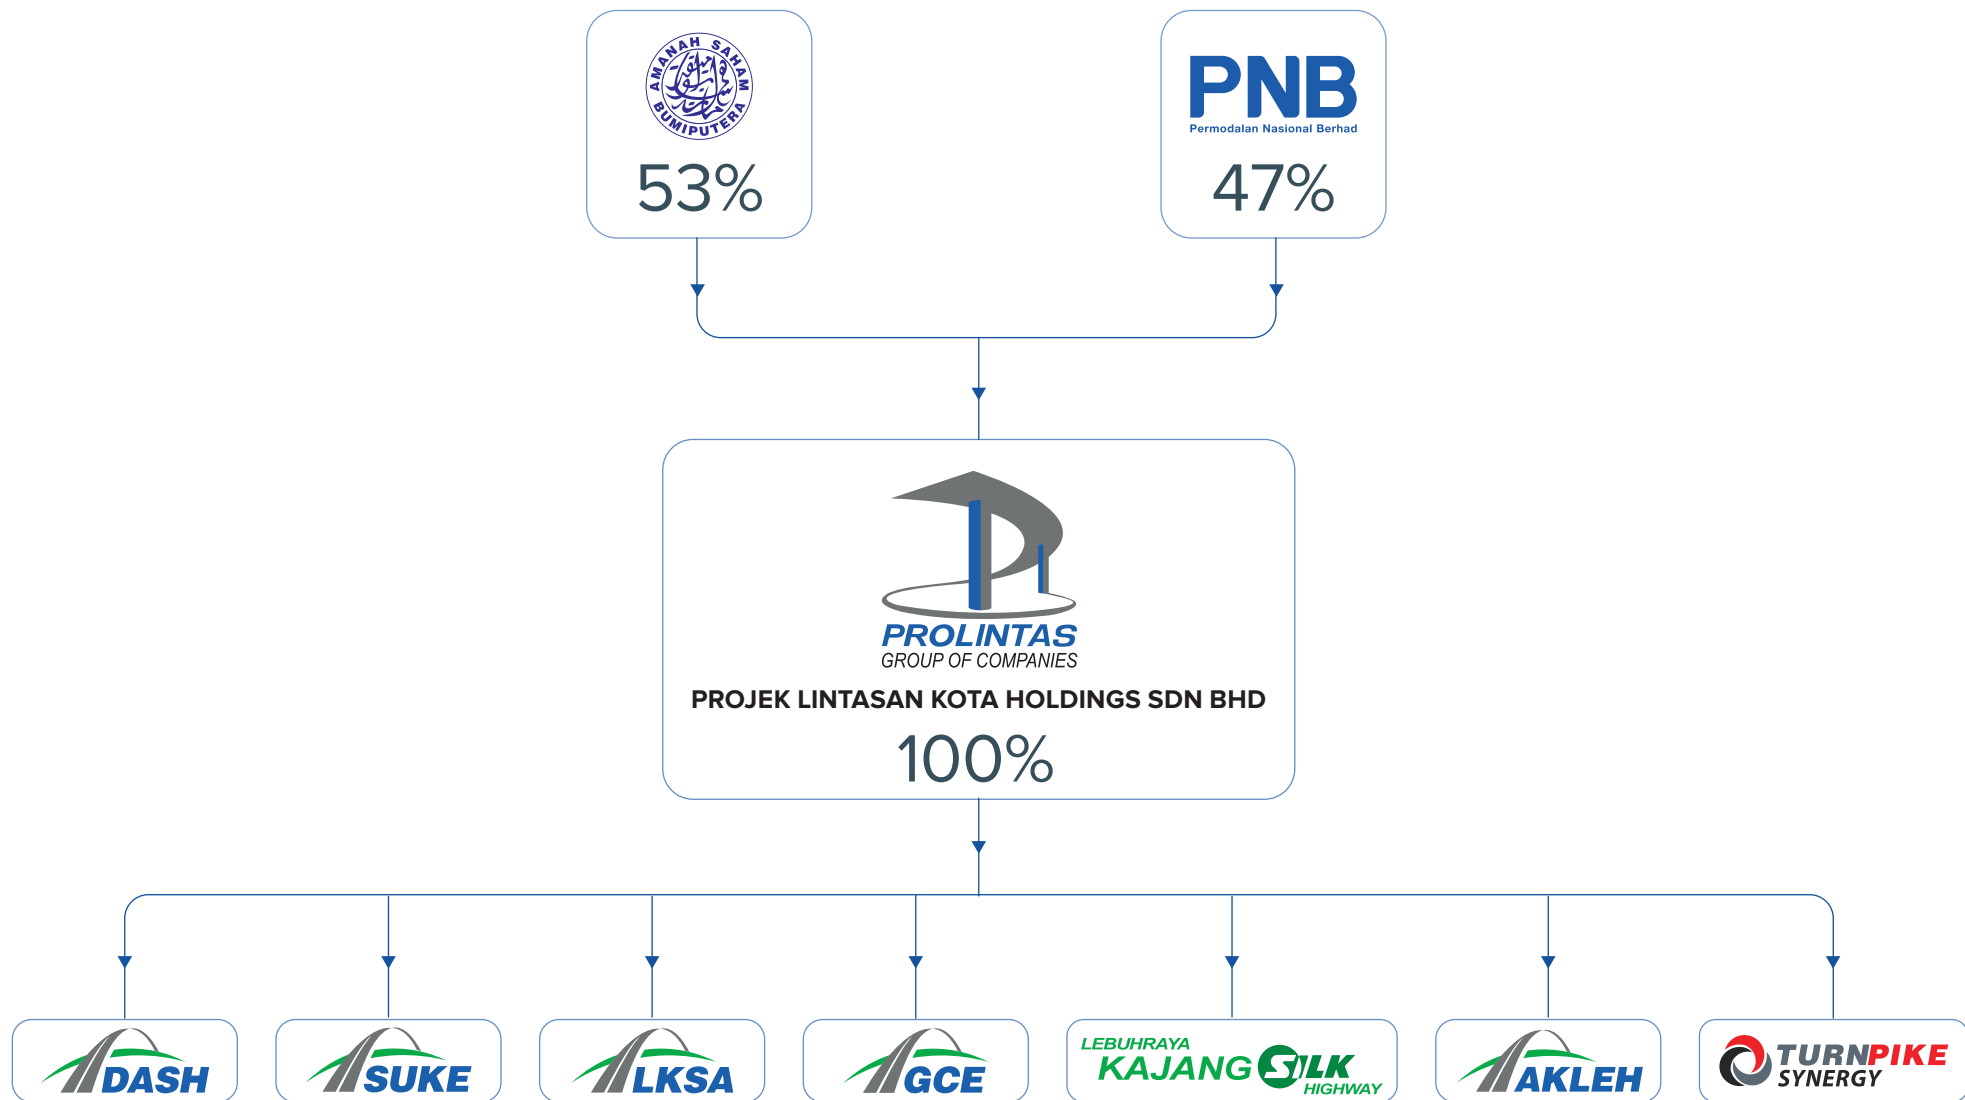 AMANAH SAHAM
BUMIPUTERA
53%
PNB
Permodalan Nasional Berhad
47%
PROLINTAS
GROUP OF COMPANIES
PROJEK LINTASAN KOTA HOLDINGS SDN BHD
100%
DASH
SUKE
LKSA
GCE
LEBUHRAYA
KAJANG SILK
HIGHWAY
AKLEH
TURNPIKE
SYNERGY